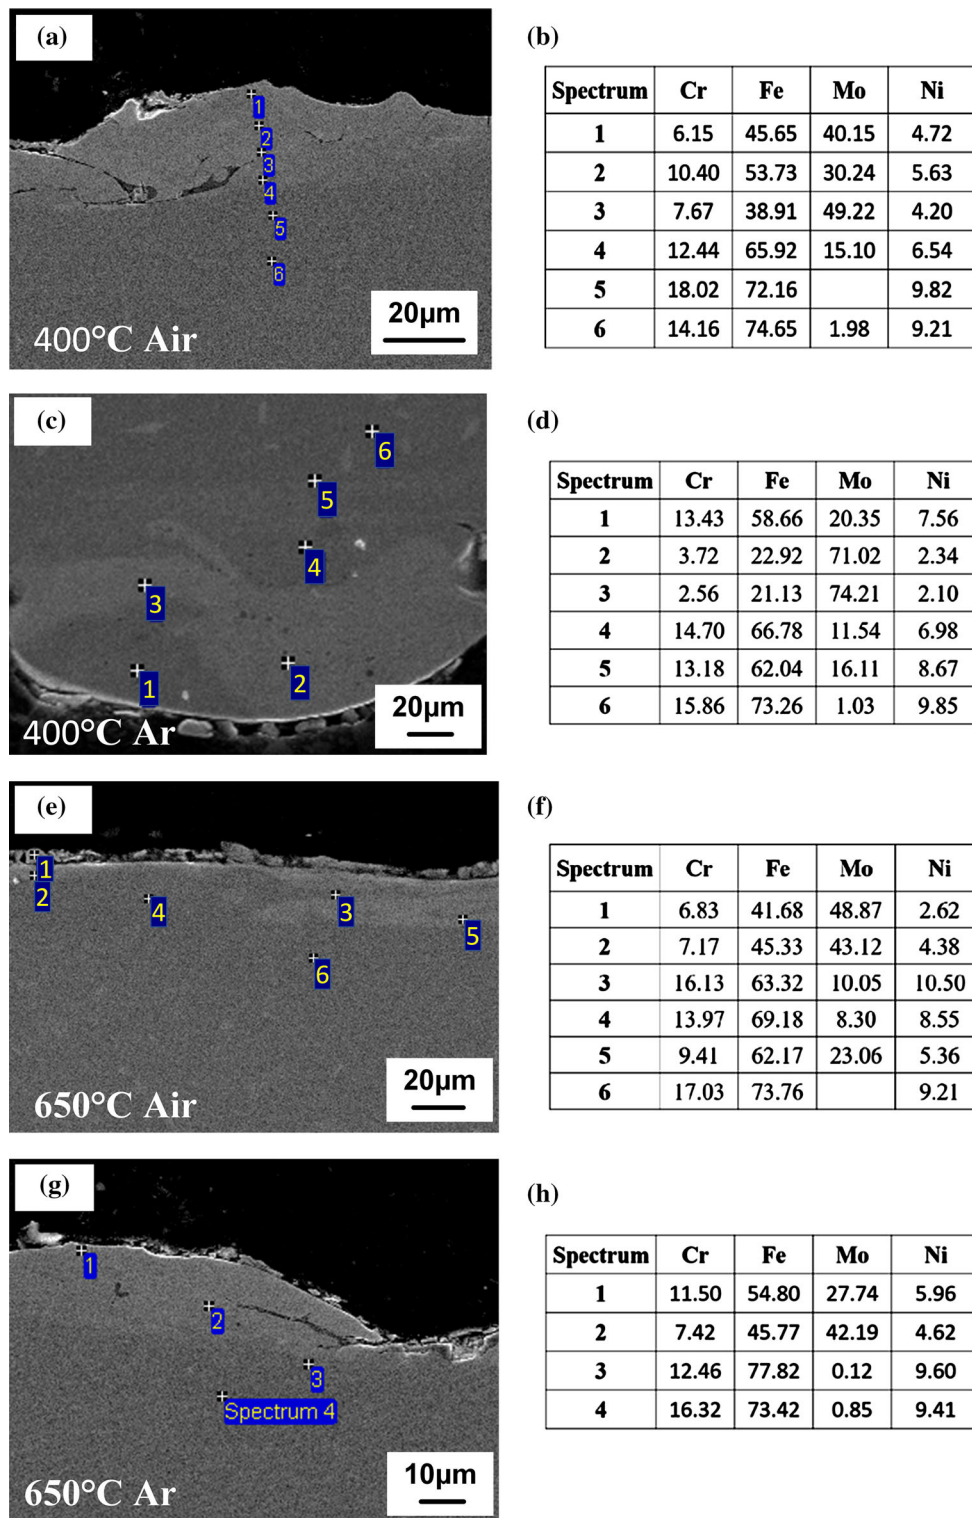 (a)
1
2
3
4
5
6
20µm
400°C Air
(b)
Spectrum Cr Fe Mo Ni
1 6.15 45.65 40.15 4.72
2 10.40 53.73 30.24 5.63
3 7.67 38.91 49.22 4.20
4 12.44 65.92 15.10 6.54
5 18.02 72.16 9.82
6 14.16 74.65 1.98 9.21
(c)
6
5
4
3
2
1
20µm
400°C Ar
(d)
Spectrum Cr Fe Mo Ni
1 13.43 58.66 20.35 7.56
2 3.72 22.92 71.02 2.34
3 2.56 21.13 74.21 2.10
4 14.70 66.78 11.54 6.98
5 13.18 62.04 16.11 8.67
6 15.86 73.26 1.03 9.85
(e)
1
2
4
3
5
6
20µm
650°C Air
(f)
Spectrum Cr Fe Mo Ni
1 6.83 41.68 48.87 2.62
2 7.17 45.33 43.12 4.38
3 16.13 63.32 10.05 10.50
4 13.97 69.18 8.30 8.55
5 9.41 62.17 23.06 5.36
6 17.03 73.76 9.21
(g)
1
2
3
Spectrum 4
10µm
650°C Ar
(h)
Spectrum Cr Fe Mo Ni
1 11.50 54.80 27.74 5.96
2 7.42 45.77 42.19 4.62
3 12.46 77.82 0.12 9.60
4 16.32 73.42 0.85 9.41